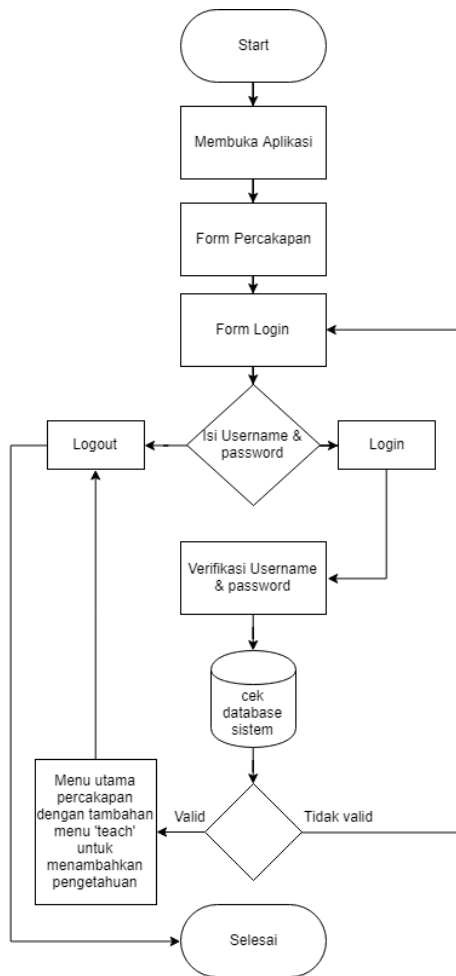 Start
Membuka Aplikasi
Form Percakapan
Form Login
Isi Username &
password
Logout
Login
Verifikasi Username
& password
cek
database
sistem
Menu utama
percakapan
dengan tambahan
menu 'teach'
untuk
menambahkan
pengetahuan
Valid
Tidak valid
Selesai